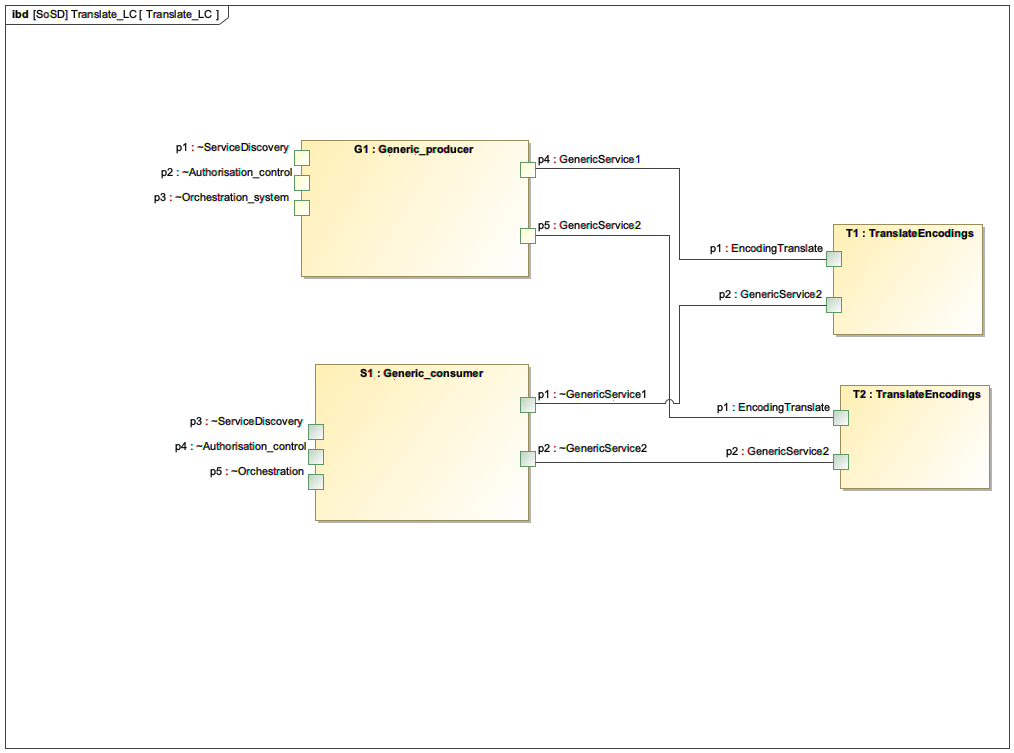 ibd [SoSD] Translate_LC [ Translate_LC ]
G1 : Generic_producer
p1 : ~ServiceDiscovery
p2 : ~Authorisation_control
p3 : ~Orchestration_system
p4 : GenericService1
p5 : GenericService2
T1 : TranslateEncodings
p1 : EncodingTranslate
p2 : GenericService2
S1 : Generic_consumer
p1 : ~GenericService1
p2 : ~GenericService2
p3 : ~ServiceDiscovery
p4 : ~Authorisation_control
p5 : ~Orchestration
T2 : TranslateEncodings
p1 : EncodingTranslate
p2 : GenericService2